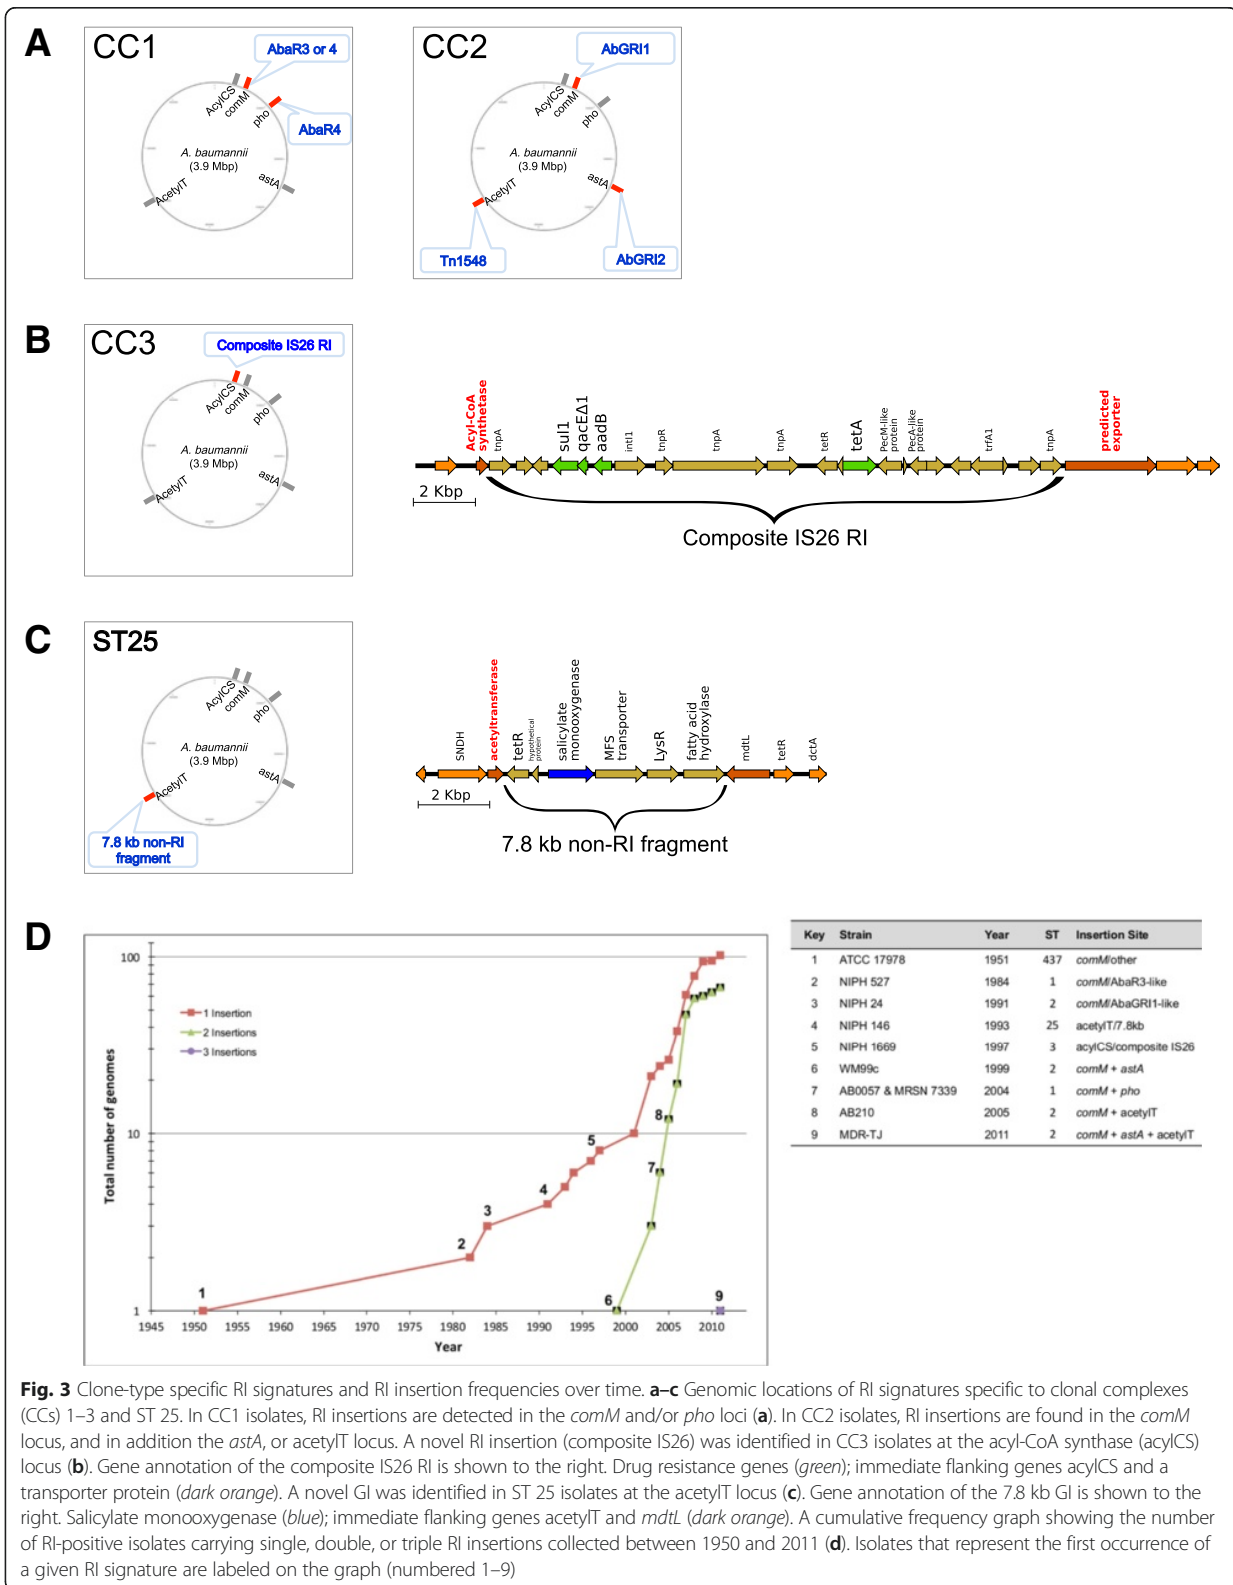 A
CC1
AbaR3 or 4
AcylCS
comM
pho
AbaR4
A. baumannii
(3.9 Mbp)
astA
AcetylT
CC2
AbGRI1
AcylCS
comM
pho
A. baumannii
(3.9 Mbp)
astA
AcetylT
Tn1548
AbGRI2
B
CC3
Composite IS26 RI
AcylCS
comM
pho
A. baumannii
(3.9 Mbp)
astA
AcetylT
Acyl-CoA
synthetase
tnpA
sul1
qacEΔ1
aadB
intI1
tnpR
tnpA
tnpA
tetR
tetA
PecM-like
protein
PecA-like
protein
trfA1
tnpA
predicted
exporter
2 Kbp
Composite IS26 RI
C
ST25
AcylCS
comM
pho
A. baumannii
(3.9 Mbp)
astA
AcetylT
7.8 kb non-RI
fragment
SNDH
acetyltransferase
tetR
hypothetical
protein
salicylate
monooxygenase
MFS
transporter
LysR
fatty acid
hydroxylase
mdtL
tetR
dctA
2 Kbp
7.8 kb non-RI fragment
D
100
10
1
Total number of genomes
1 Insertion
2 Insertions
3 Insertions
1
2
3
4
5
6
7
8
9
1945 1950 1955 1960 1965 1970 1975 1980 1985 1990 1995 2000 2005 2010
Year
Key Strain Year ST Insertion Site
1 ATCC 17978 1951 437 comM/other
2 NIPH 527 1984 1 comM/AbaR3-like
3 NIPH 24 1991 2 comM/AbaGRI1-like
4 NIPH 146 1993 25 acetylT/7.8kb
5 NIPH 1669 1997 3 acylCS/composite IS26
6 WM99c 1999 2 comM + astA
7 AB0057 & MRSN 7339 2004 1 comM + pho
8 AB210 2005 2 comM + acetylT
9 MDR-TJ 2011 2 comM + astA + acetylT
Fig. 3 Clone-type specific RI signatures and RI insertion frequencies over time. a–c Genomic locations of RI signatures specific to clonal complexes
(CCs) 1–3 and ST 25. In CC1 isolates, RI insertions are detected in the comM and/or pho loci (a). In CC2 isolates, RI insertions are found in the comM
locus, and in addition the astA, or acetylT locus. A novel RI insertion (composite IS26) was identified in CC3 isolates at the acyl-CoA synthase (acylCS)
locus (b). Gene annotation of the composite IS26 RI is shown to the right. Drug resistance genes (green); immediate flanking genes acylCS and a
transporter protein (dark orange). A novel GI was identified in ST 25 isolates at the acetylT locus (c). Gene annotation of the 7.8 kb GI is shown to the
right. Salicylate monooxygenase (blue); immediate flanking genes acetylT and mdtL (dark orange). A cumulative frequency graph showing the number
of RI-positive isolates carrying single, double, or triple RI insertions collected between 1950 and 2011 (d). Isolates that represent the first occurrence of
a given RI signature are labeled on the graph (numbered 1–9)